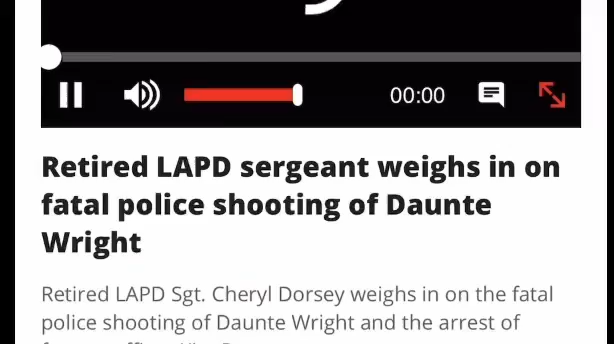 00:00
Retired LAPD sergeant weighs in on
fatal police shooting of Daunte
Wright
Retired LAPD Sgt. Cheryl Dorsey weighs in on the fatal
police shooting of Daunte Wright and the arrest of